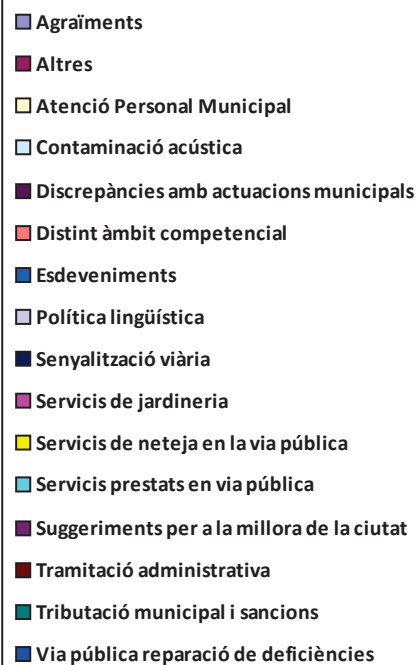 Agraïments
Altres
Atenció Personal Municipal
Contaminació acústica
Discrepàncies amb actuacions municipals
Distint àmbit competencial
Esdeveniments
Política lingüística
Senyalització viària
Servicis de jardineria
Servicis de neteja en la via pública
Servicis prestats en via pública
Suggeriments per a la millora de la ciutat
Tramitació administrativa
Tributació municipal i sancions
Via pública reparació de deficiències